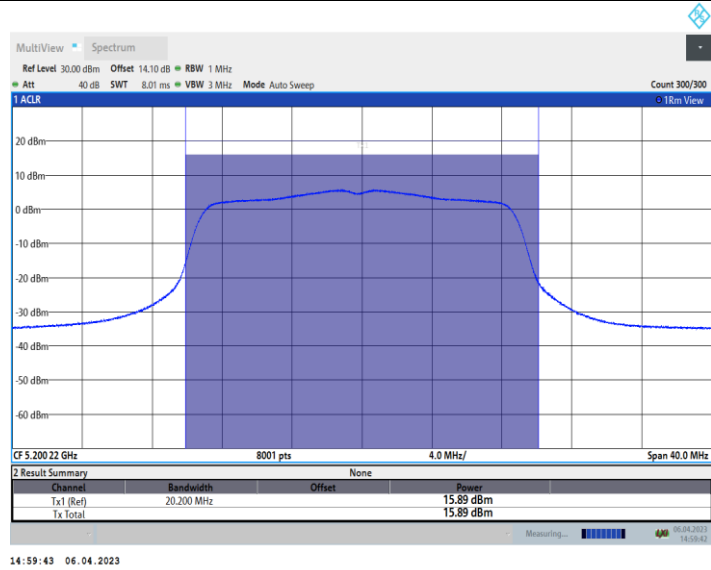 MultiView Spectrum
Ref Level 30.00 dBm Offset 14.10 dB RBW 1 MHz
Att 40 dB SWT 8.01 ms VBW 3 MHz Mode Auto Sweep Count 300/300
1 ACLR 1Rm View
20 dBm
10 dBm
0 dBm
-10 dBm
-20 dBm
-30 dBm
-40 dBm
-50 dBm
-60 dBm
CF 5.200 22 GHz 8001 pts 4.0 MHz/ Span 40.0 MHz
2 Result Summary None
Channel Bandwidth Offset Power
Tx1 (Ref) 20.200 MHz 15.89 dBm
Tx Total 15.89 dBm
Measuring... 06.04.2023
14:59:42
14:59:43 06.04.2023